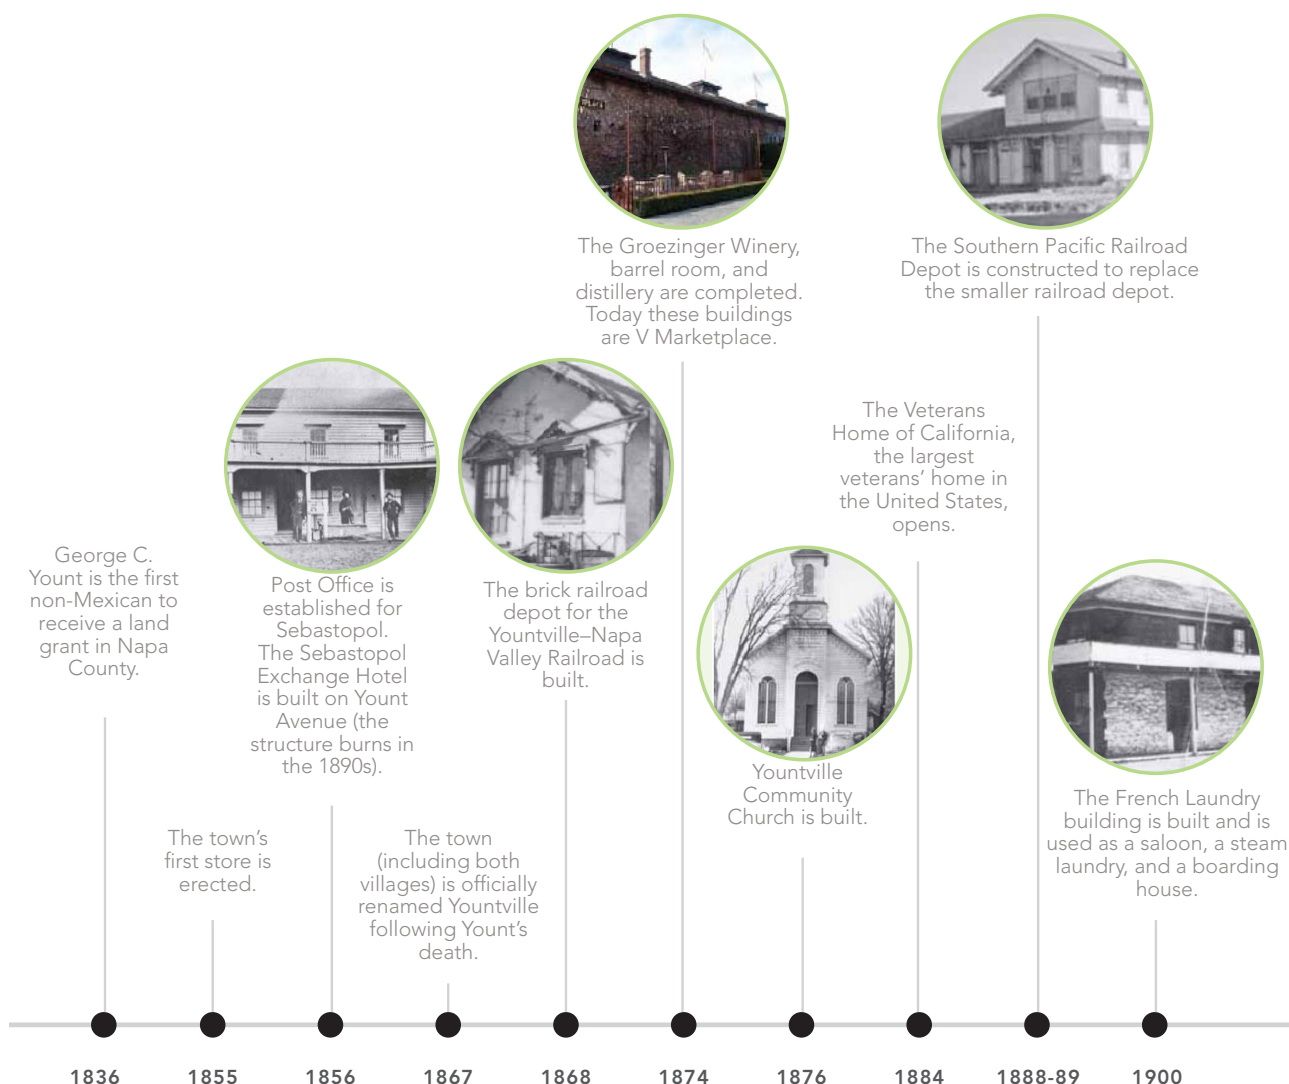 The Groezinger Winery,
barrel room, and
distillery are completed.
Today these buildings
are V Marketplace.
The Southern Pacific Railroad
Depot is constructed to replace
the smaller railroad depot.
The Veterans
Home of California,
the largest
veterans’ home in
the United States,
opens.
George C.
Yount is the first
non-Mexican to
receive a land
grant in Napa
County.
Post Office is
established for
Sebastopol.
The Sebastopol
Exchange Hotel
is built on Yount
Avenue (the
structure burns in
the 1890s).
The brick railroad
depot for the
Yountville–Napa
Valley Railroad is
built.
Yountville
Community
Church is built.
The French Laundry
building is built and is
used as a saloon, a steam
laundry, and a boarding
house.
The town’s
first store is
erected.
The town
(including both
villages) is officially
renamed Yountville
following Yount’s
death.
1836 1855 1856 1867 1868 1874 1876 1884 1888-89 1900